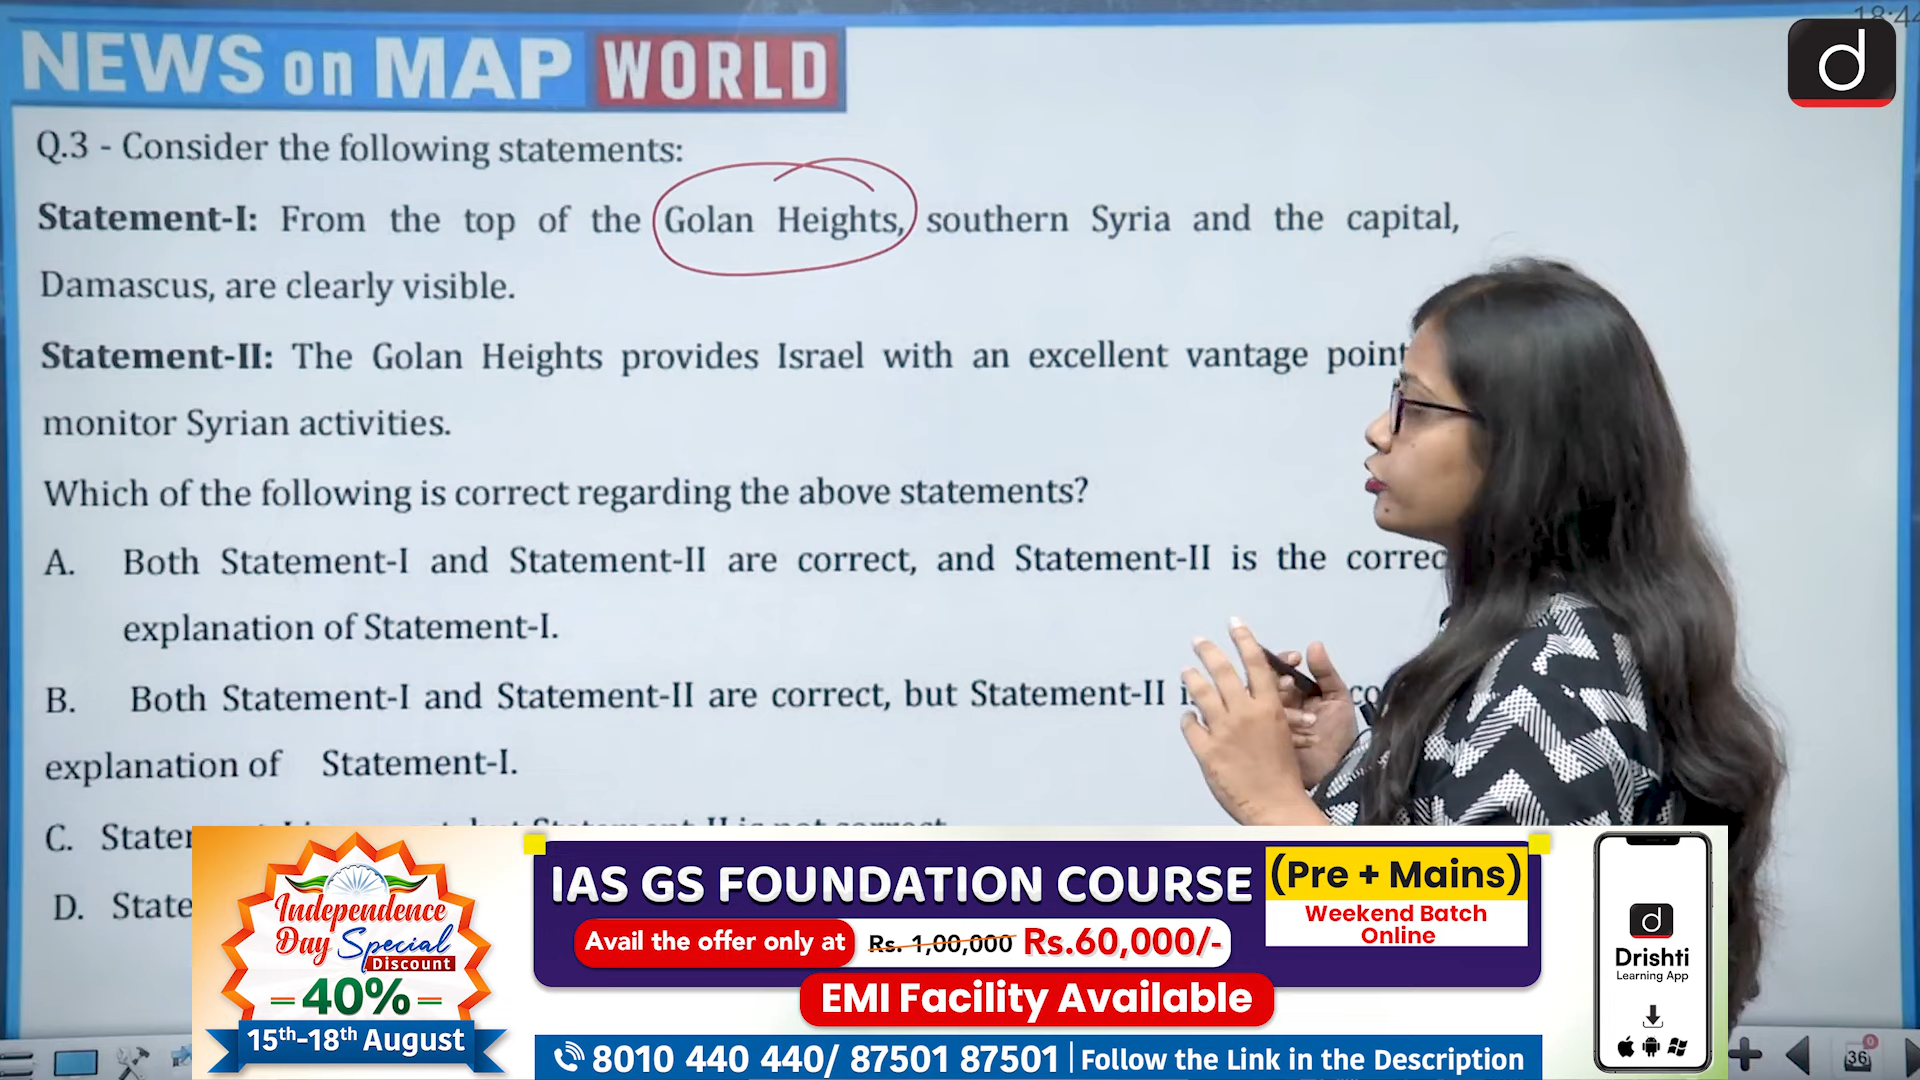 18:44
NEWS on MAP WORLD
d
Q.3 - Consider the following statements:
Statement-I: From the top of the Golan Heights, southern Syria and the capital,
Damascus, are clearly visible.
Statement-II: The Golan Heights provides Israel with an excellent vantage point
monitor Syrian activities.
Which of the following is correct regarding the above statements?
A. Both Statement-I and Statement-II are correct, and Statement-II is the correc
explanation of Statement-I.
B. Both Statement-I and Statement-II are correct, but Statement-II i co
explanation of Statement-I.
C. Stater
D. State
Independence
Day Special
Discount
-40%-
15th-18th August
IAS GS FOUNDATION COURSE
(Pre + Mains)
Weekend Batch
Online
Avail the offer only at Rs. 1,00,000 Rs.60,000/-
EMI Facility Available
8010 440 440/ 87501 87501 | Follow the Link in the Description
d
Drishti
Learning App
36
0